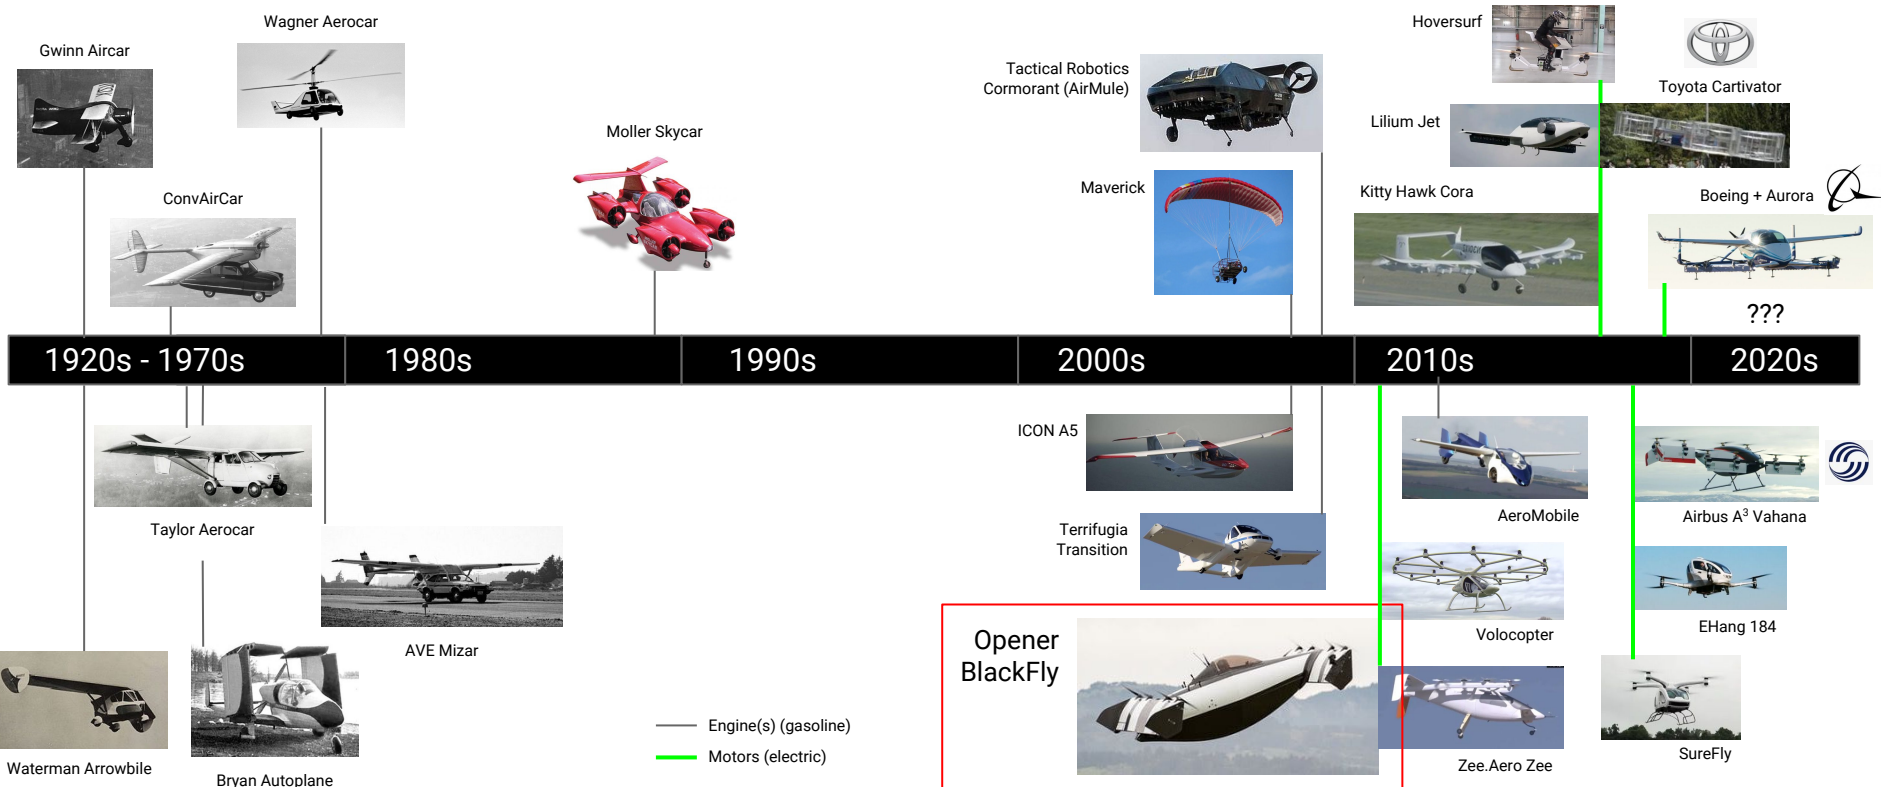 Wagner Aerocar
Gwinn Aircar
ConvAirCar
Moller Skycar
Tactical Robotics
Cormorant (AirMule)
Maverick
Hoversurf
Toyota Cartivator
Lilium Jet
Kitty Hawk Cora
Boeing + Aurora
???
1920s - 1970s
1980s
1990s
2000s
2010s
2020s
Taylor Aerocar
AVE Mizar
Waterman Arrowbile
Bryan Autoplane
ICON A5
Terrifugia
Transition
AeroMobile
Airbus A³ Vahana
Volocopter
EHang 184
Opener
BlackFly
Zee.Aero Zee
SureFly
Engine(s) (gasoline)
Motors (electric)